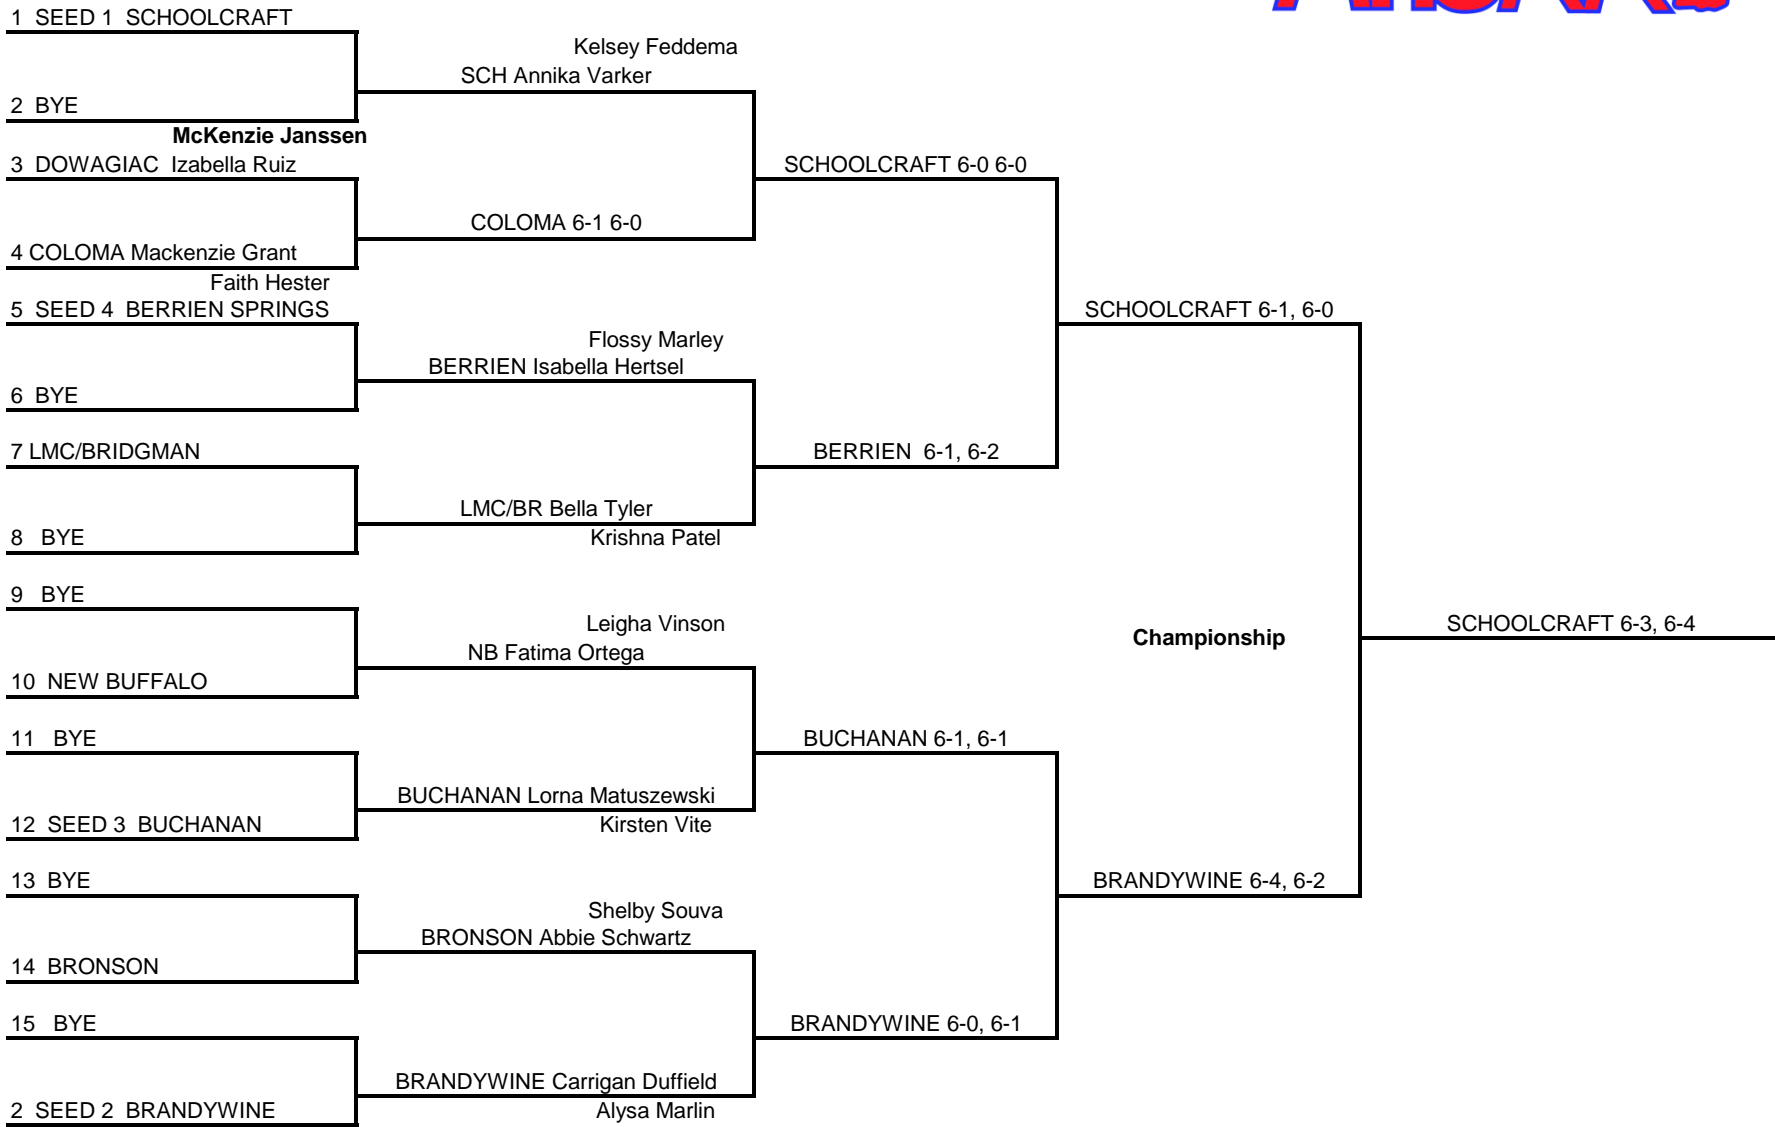 1 SEED 1 SCHOOLCRAFT
Kelsey Feddema
SCH Annika Varker
2 BYE
McKenzie Janssen
3 DOWAGIAC Izabella Ruiz
SCHOOLCRAFT 6-0 6-0
COLOMA 6-1 6-0
4 COLOMA Mackenzie Grant
Faith Hester
5 SEED 4 BERRIEN SPRINGS
SCHOOLCRAFT 6-1, 6-0
Flossy Marley
BERRIEN Isabella Hertsel
6 BYE
7 LMC/BRIDGMAN
BERRIEN 6-1, 6-2
LMC/BR Bella Tyler
8 BYE
Krishna Patel
9 BYE
Leigha Vinson
Championship
SCHOOLCRAFT 6-3, 6-4
NB Fatima Ortega
10 NEW BUFFALO
11 BYE
BUCHANAN 6-1, 6-1
BUCHANAN Lorna Matuszewski
12 SEED 3 BUCHANAN
Kirsten Vite
13 BYE
BRANDYWINE 6-4, 6-2
Shelby Souva
BRONSON Abbie Schwartz
14 BRONSON
15 BYE
BRANDYWINE 6-0, 6-1
BRANDYWINE Carrigan Duffield
2 SEED 2 BRANDYWINE
Alysa Marlin